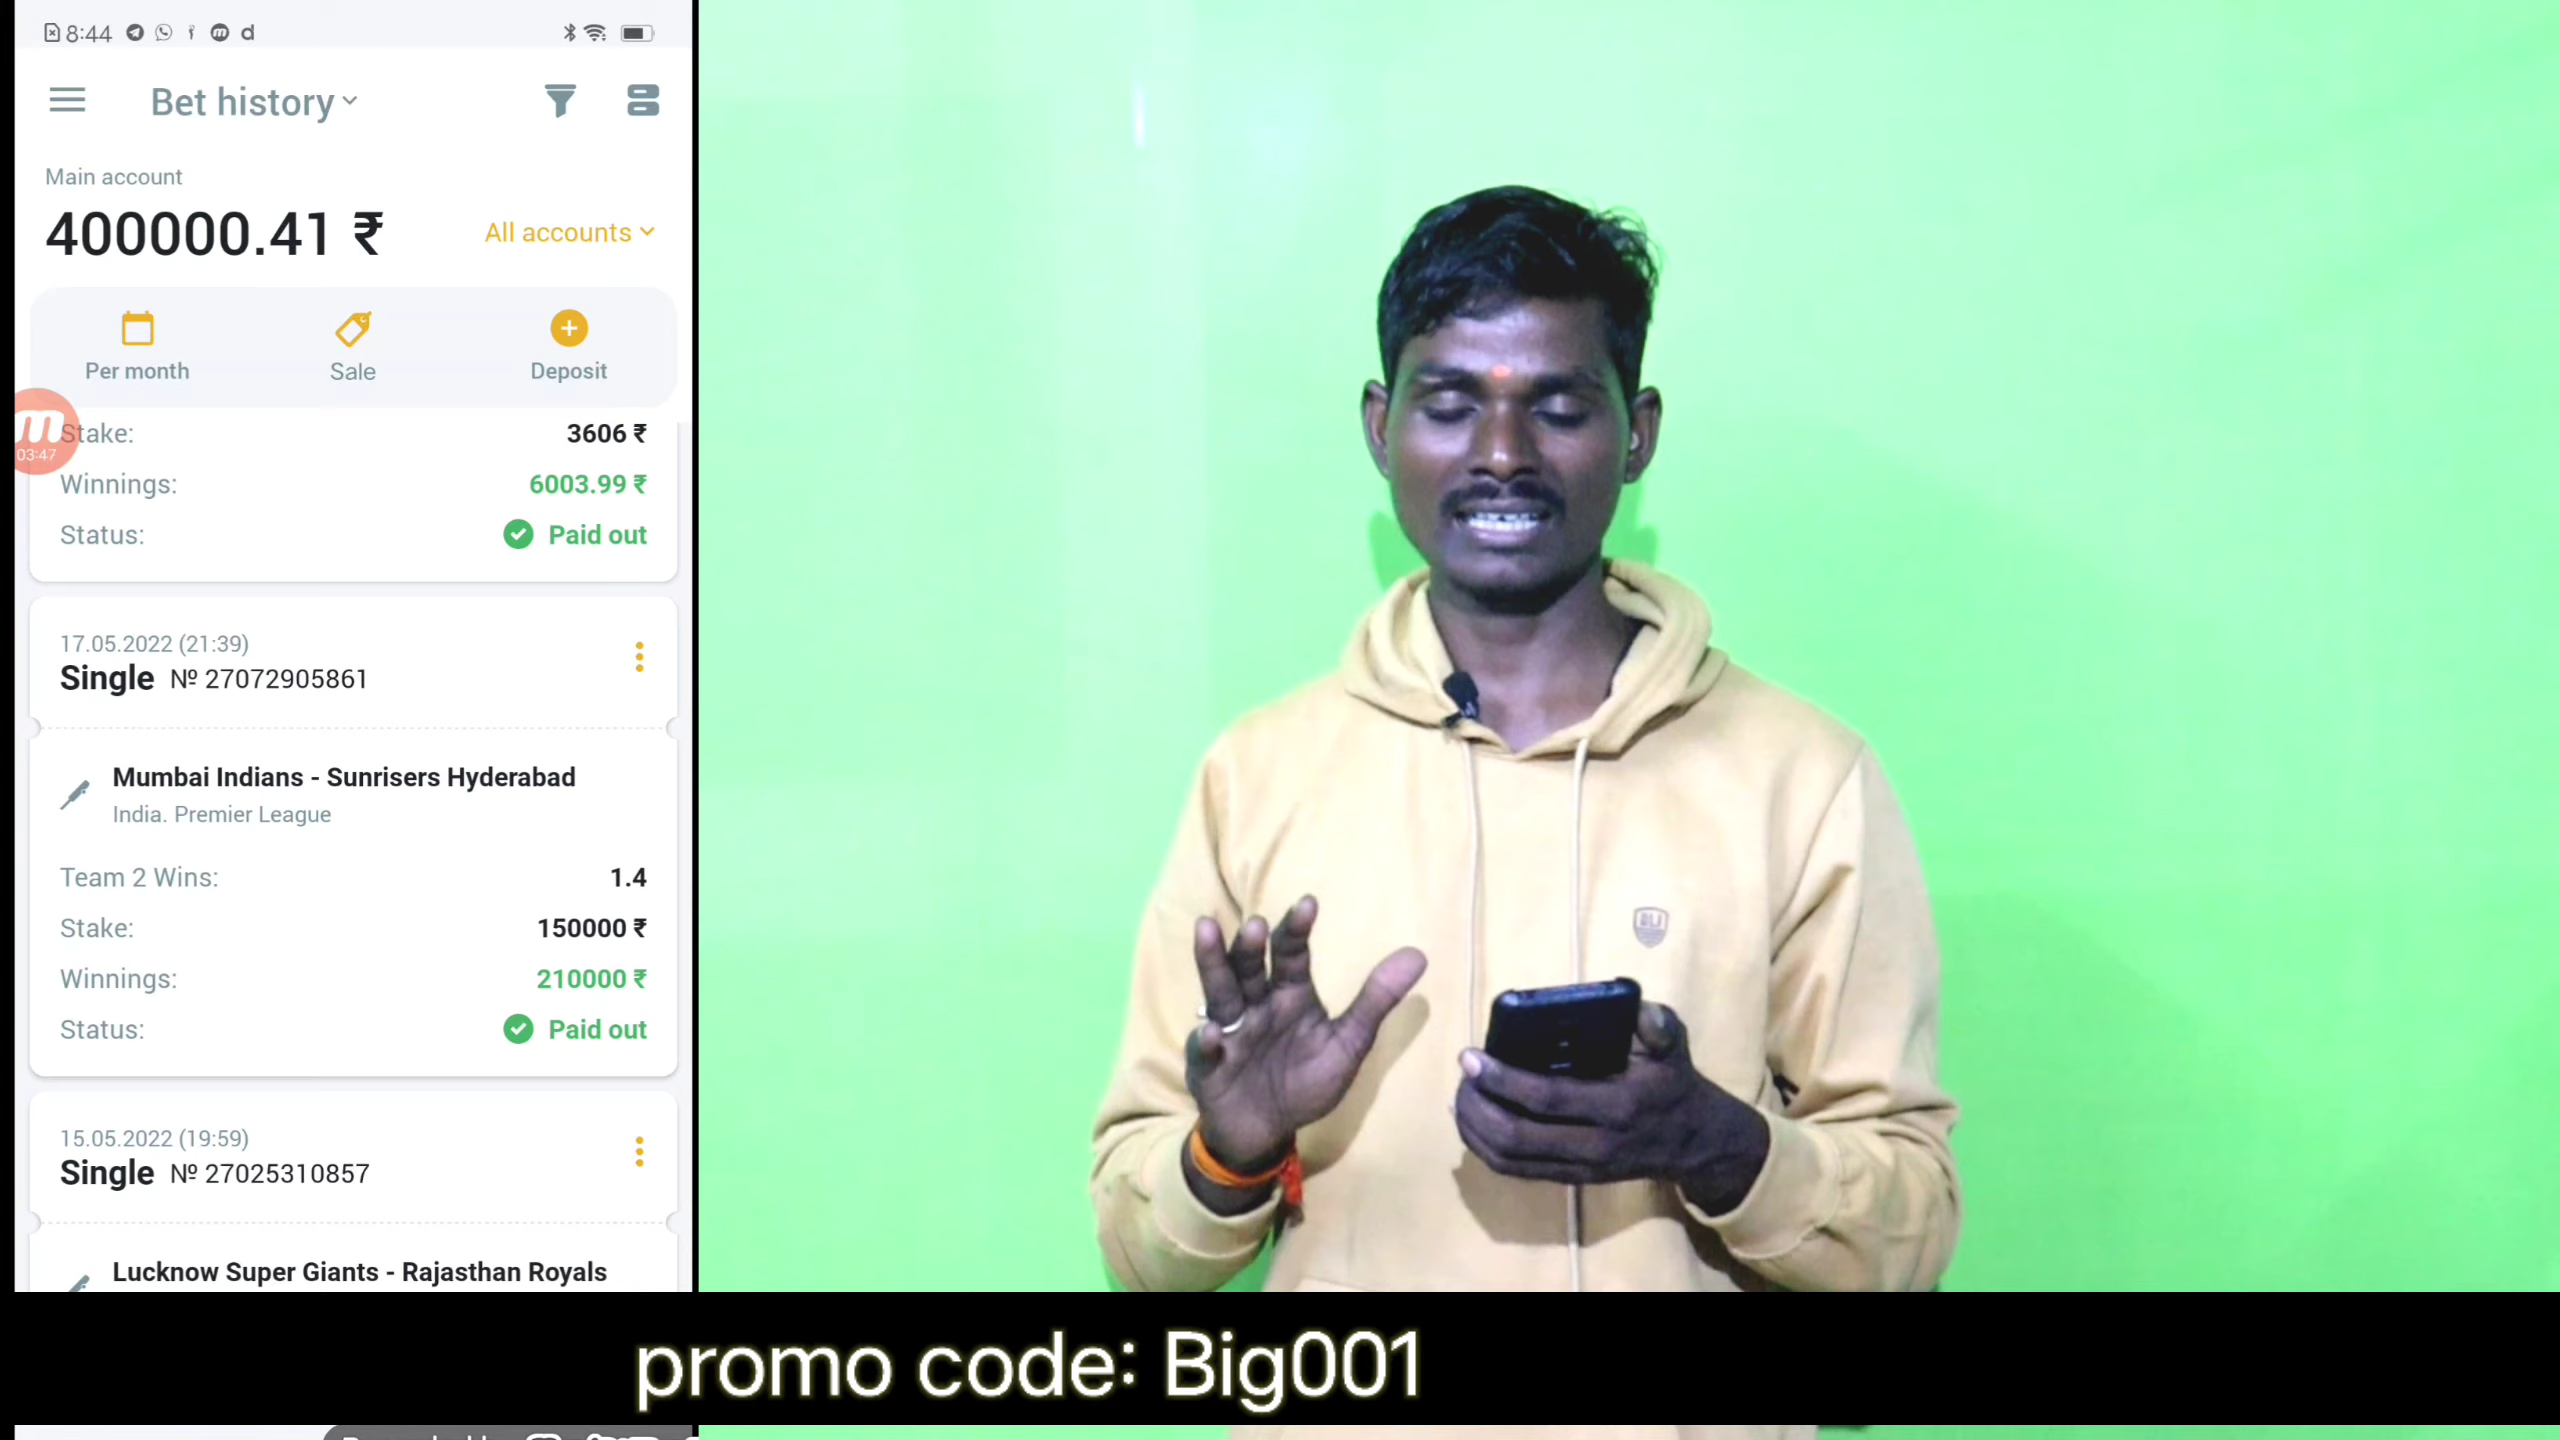 8:44
Bet history
Main account
400000.41 ₹
All accounts
Per month
Sale
Deposit
m
03:47
Stake:
3606 ₹
Winnings:
6003.99 ₹
Status:
Paid out
17.05.2022 (21:39)
Single № 27072905861
Mumbai Indians - Sunrisers Hyderabad
India. Premier League
Team 2 Wins:
1.4
Stake:
150000 ₹
Winnings:
210000 ₹
Status:
Paid out
15.05.2022 (19:59)
Single № 27025310857
Lucknow Super Giants - Rajasthan Royals
promo code: Big001